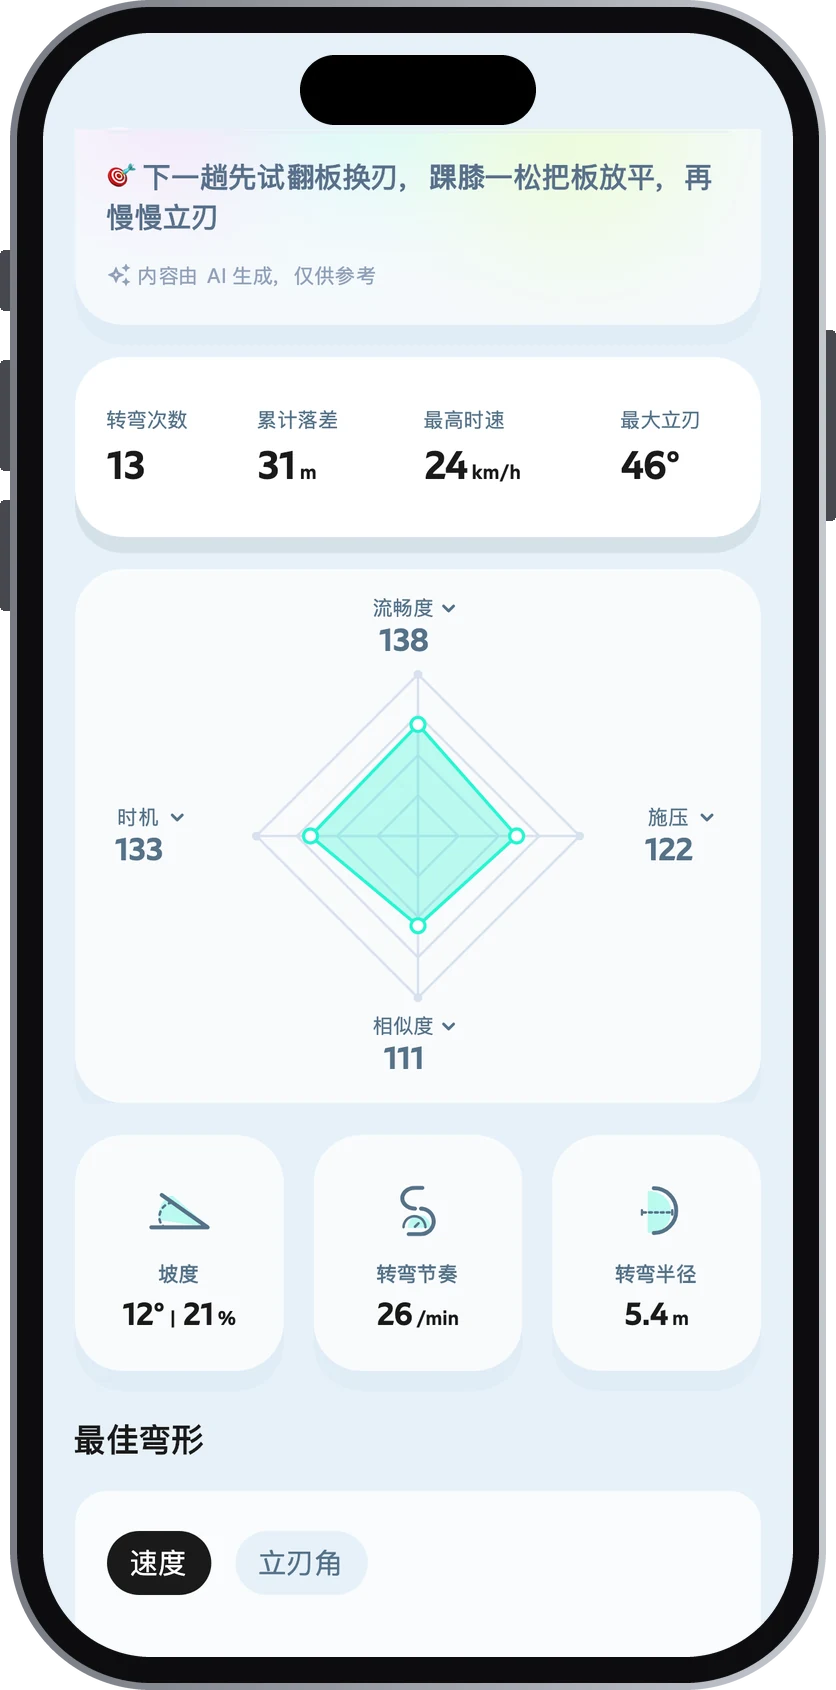 🎯 下一趟先试翻板换刃，踝膝一松把板放平，再
慢慢立刃
内容由 AI 生成，仅供参考
转弯次数 累计落差 最高时速 最大立刃
13 31 m 24 km/h 46°
流畅度
138
时机 施压
133 122
相似度
111
坡度 转弯节奏 转弯半径
12° | 21 % 26 /min 5.4 m
最佳弯形
速度 立刃角